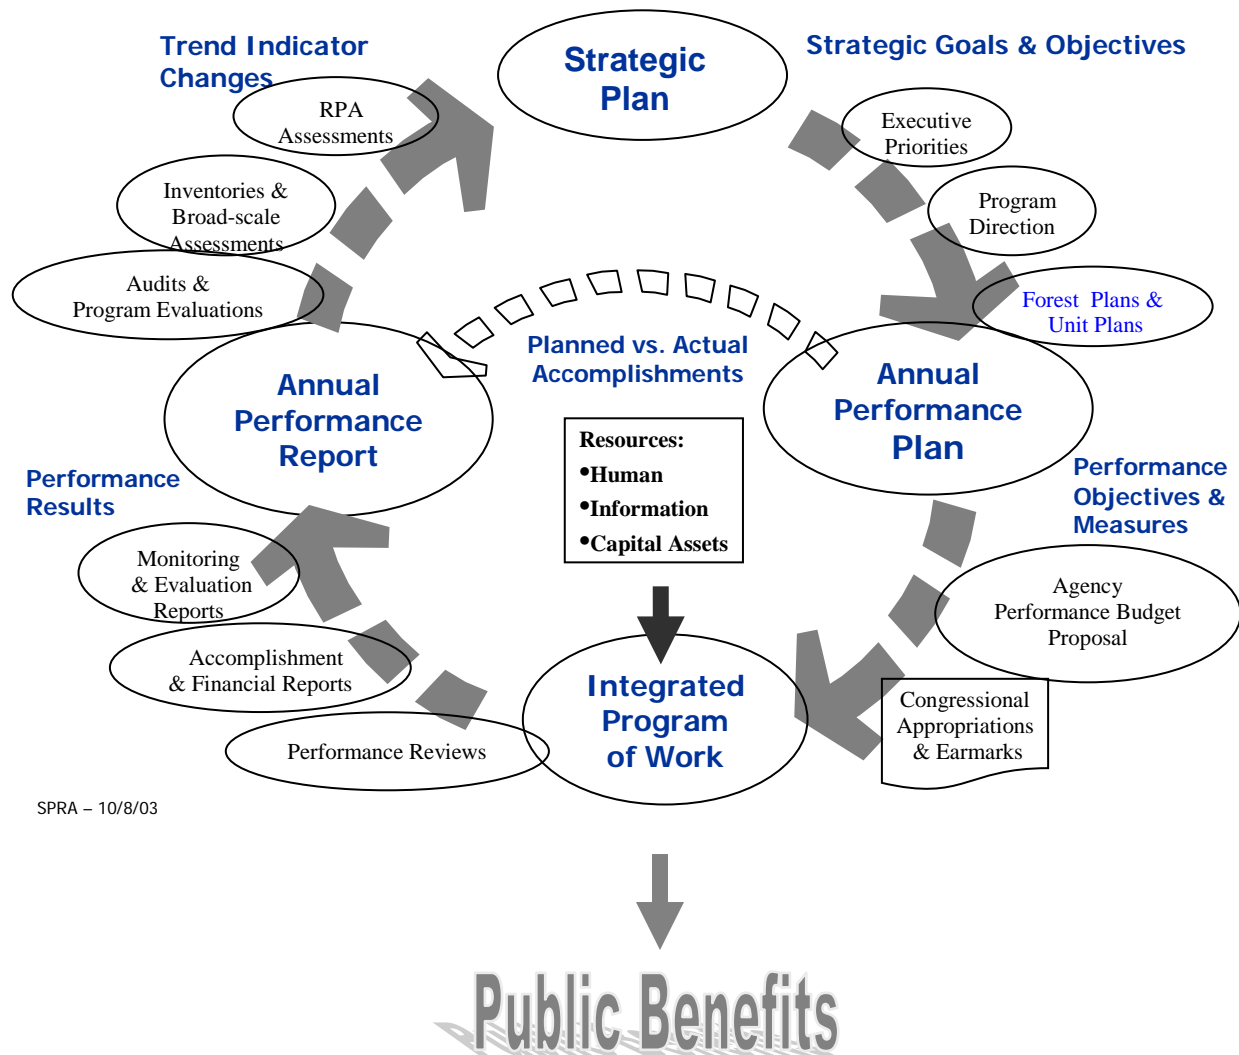 Trend Indicator
Changes
Strategic
Plan
Strategic Goals & Objectives
RPA
Assessments
Executive
Priorities
Inventories &
Broad-scale
Assessments
Program
Direction
Audits &
Program Evaluations
Forest Plans &
Unit Plans
Planned vs. Actual
Accomplishments
Annual
Performance
Report
Annual
Performance
Plan
Resources:
•Human
•Information
•Capital Assets
Performance
Results
Performance
Objectives &
Measures
Monitoring
& Evaluation
Reports
Agency
Performance Budget
Proposal
Accomplishment
& Financial Reports
Integrated
Program
of Work
Congressional
Appropriations
& Earmarks
Performance Reviews
SPRA – 10/8/03
Public Benefits